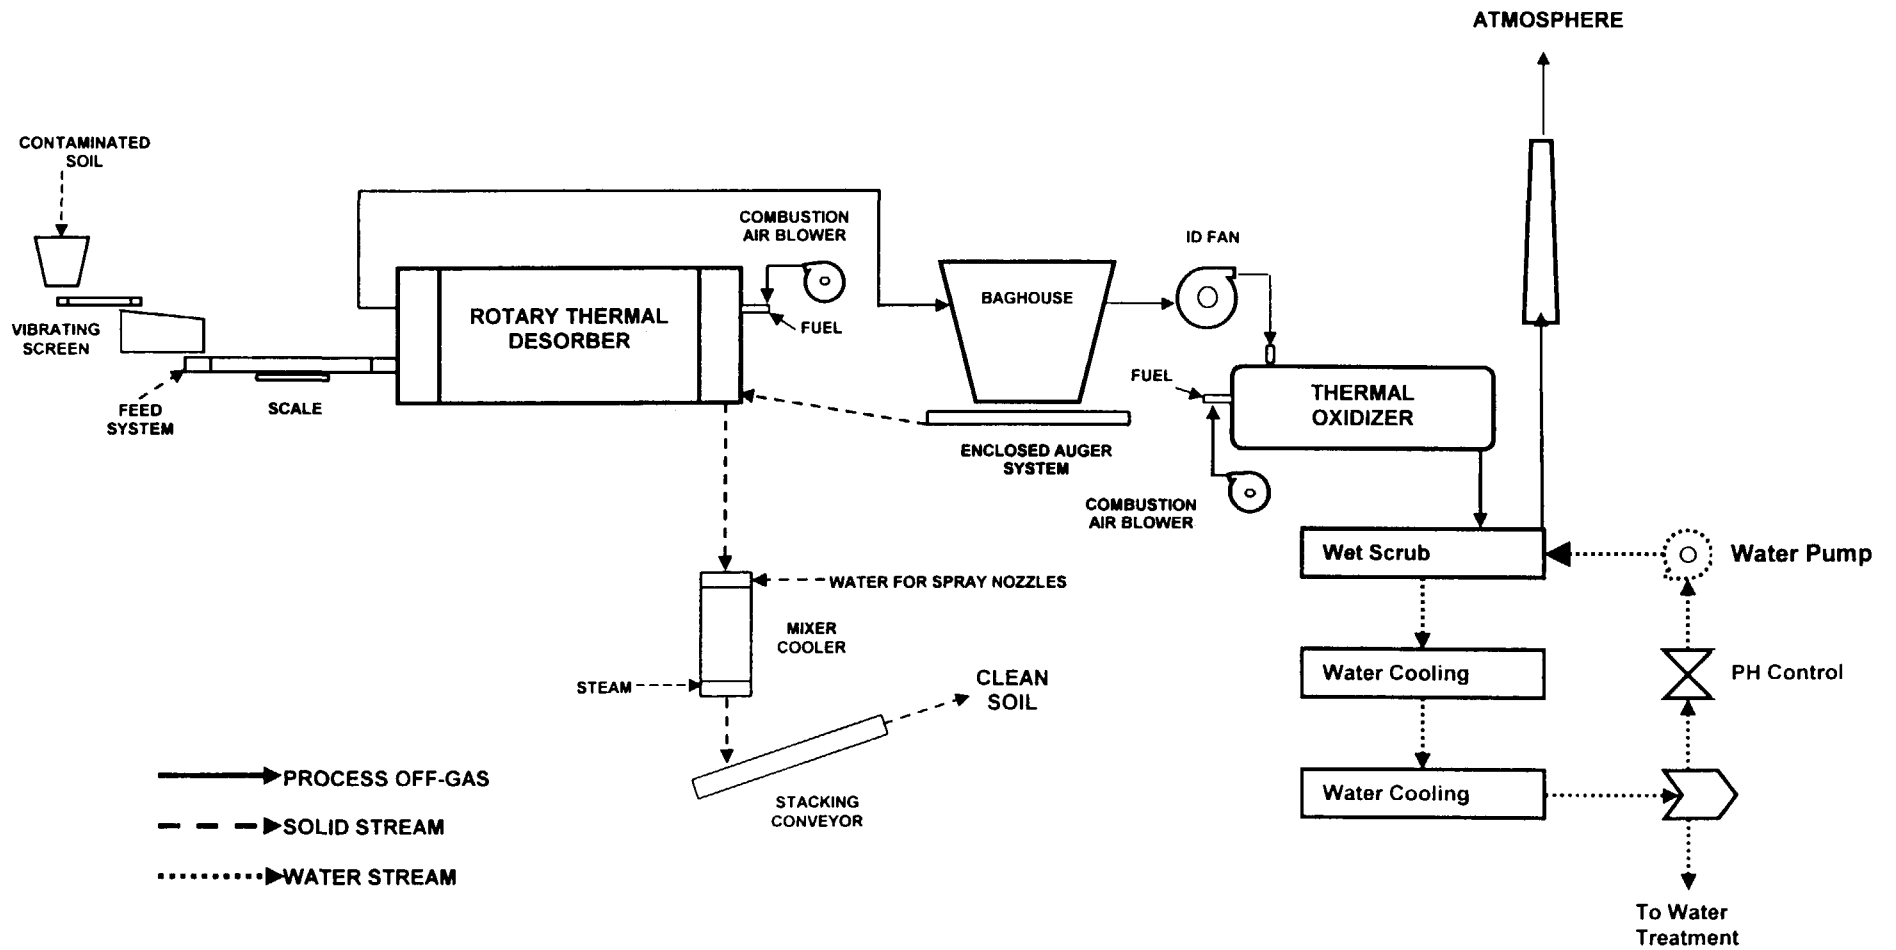 ATMOSPHERE
CONTAMINATED
SOIL
VIBRATING
SCREEN
FEED
SYSTEM
SCALE
ROTARY THERMAL
DESORBER
COMBUSTION
AIR BLOWER
FUEL
BAGHOUSE
ENCLOSED AUGER
SYSTEM
ID FAN
FUEL
THERMAL
OXIDIZER
COMBUSTION
AIR BLOWER
Wet Scrub
Water Pump
WATER FOR SPRAY NOZZLES
MIXER
COOLER
STEAM
CLEAN
SOIL
STACKING
CONVEYOR
Water Cooling
PH Control
Water Cooling
To Water
Treatment
PROCESS OFF-GAS
SOLID STREAM
WATER STREAM